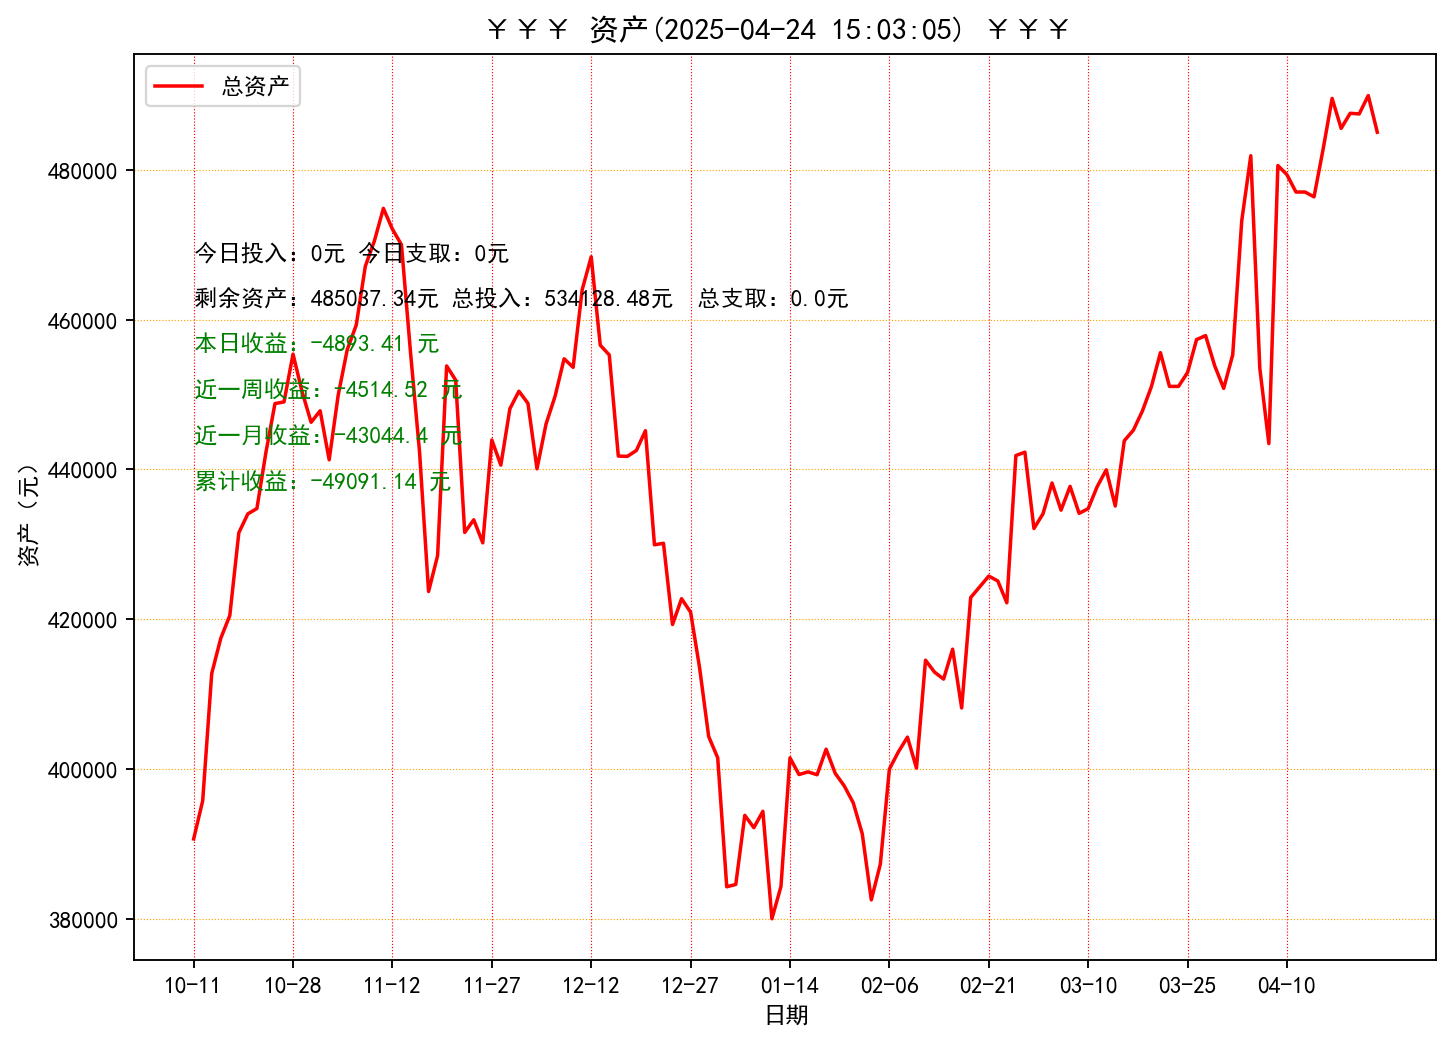 ￥￥￥ 资产(2025-04-24 15:03:05) ￥￥￥
总资产
480000
460000
440000
420000
400000
380000
资产（元）
今日投入：0元 今日支取：0元
剩余资产：485037.34元 总投入：534128.48元  总支取：0.0元
本日收益：-4893.41 元
近一周收益：-4514.52 元
近一月收益：-43044.4 元
累计收益：-49091.14 元
10-11 10-28 11-12 11-27 12-12 12-27 01-14 02-06 02-21 03-10 03-25 04-10
日期